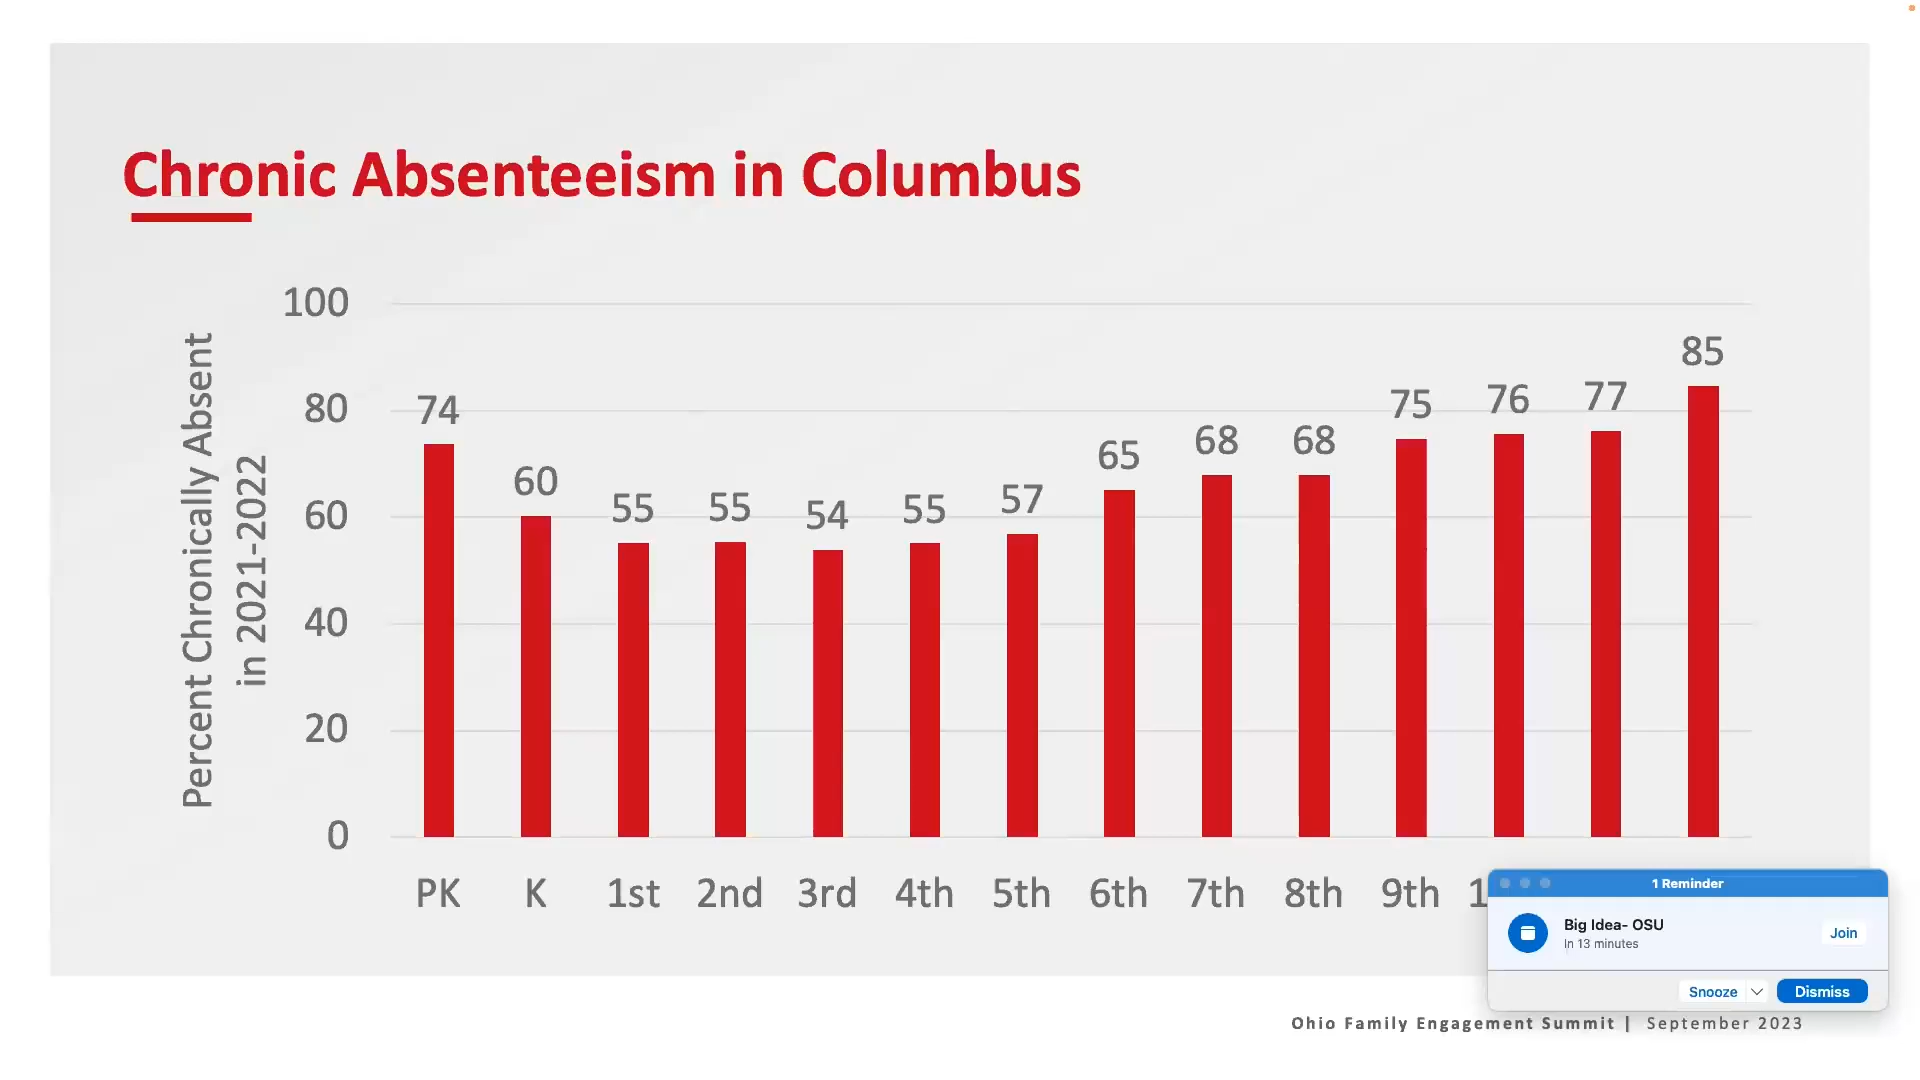 Chronic Absenteeism in Columbus
Percent Chronically Absent
in 2021-2022
100
80
60
40
20
0
74
60
55
55
54
55
57
65
68
68
75
76
77
85
PK K 1st 2nd 3rd 4th 5th 6th 7th 8th 9th
1 Reminder
Big Idea- OSU
In 13 minutes
Join
Snooze
Dismiss
Ohio Family Engagement Summit | September 2023